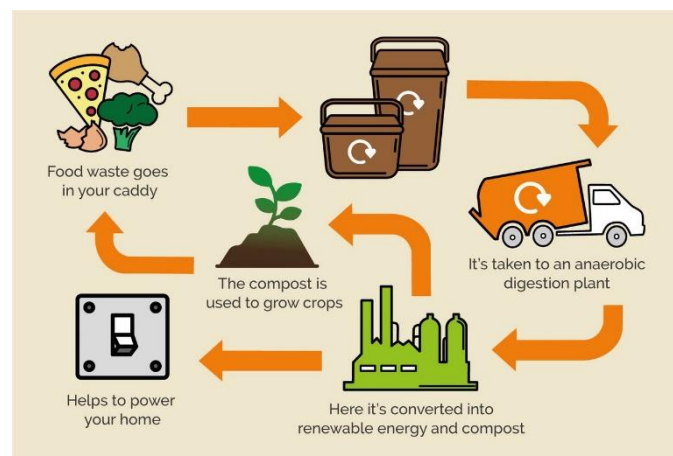 Food waste goes
in your caddy
It's taken to an anaerobic
digestion plant
The compost is
used to grow crops
Here it's converted into
renewable energy and compost
Helps to power
your home